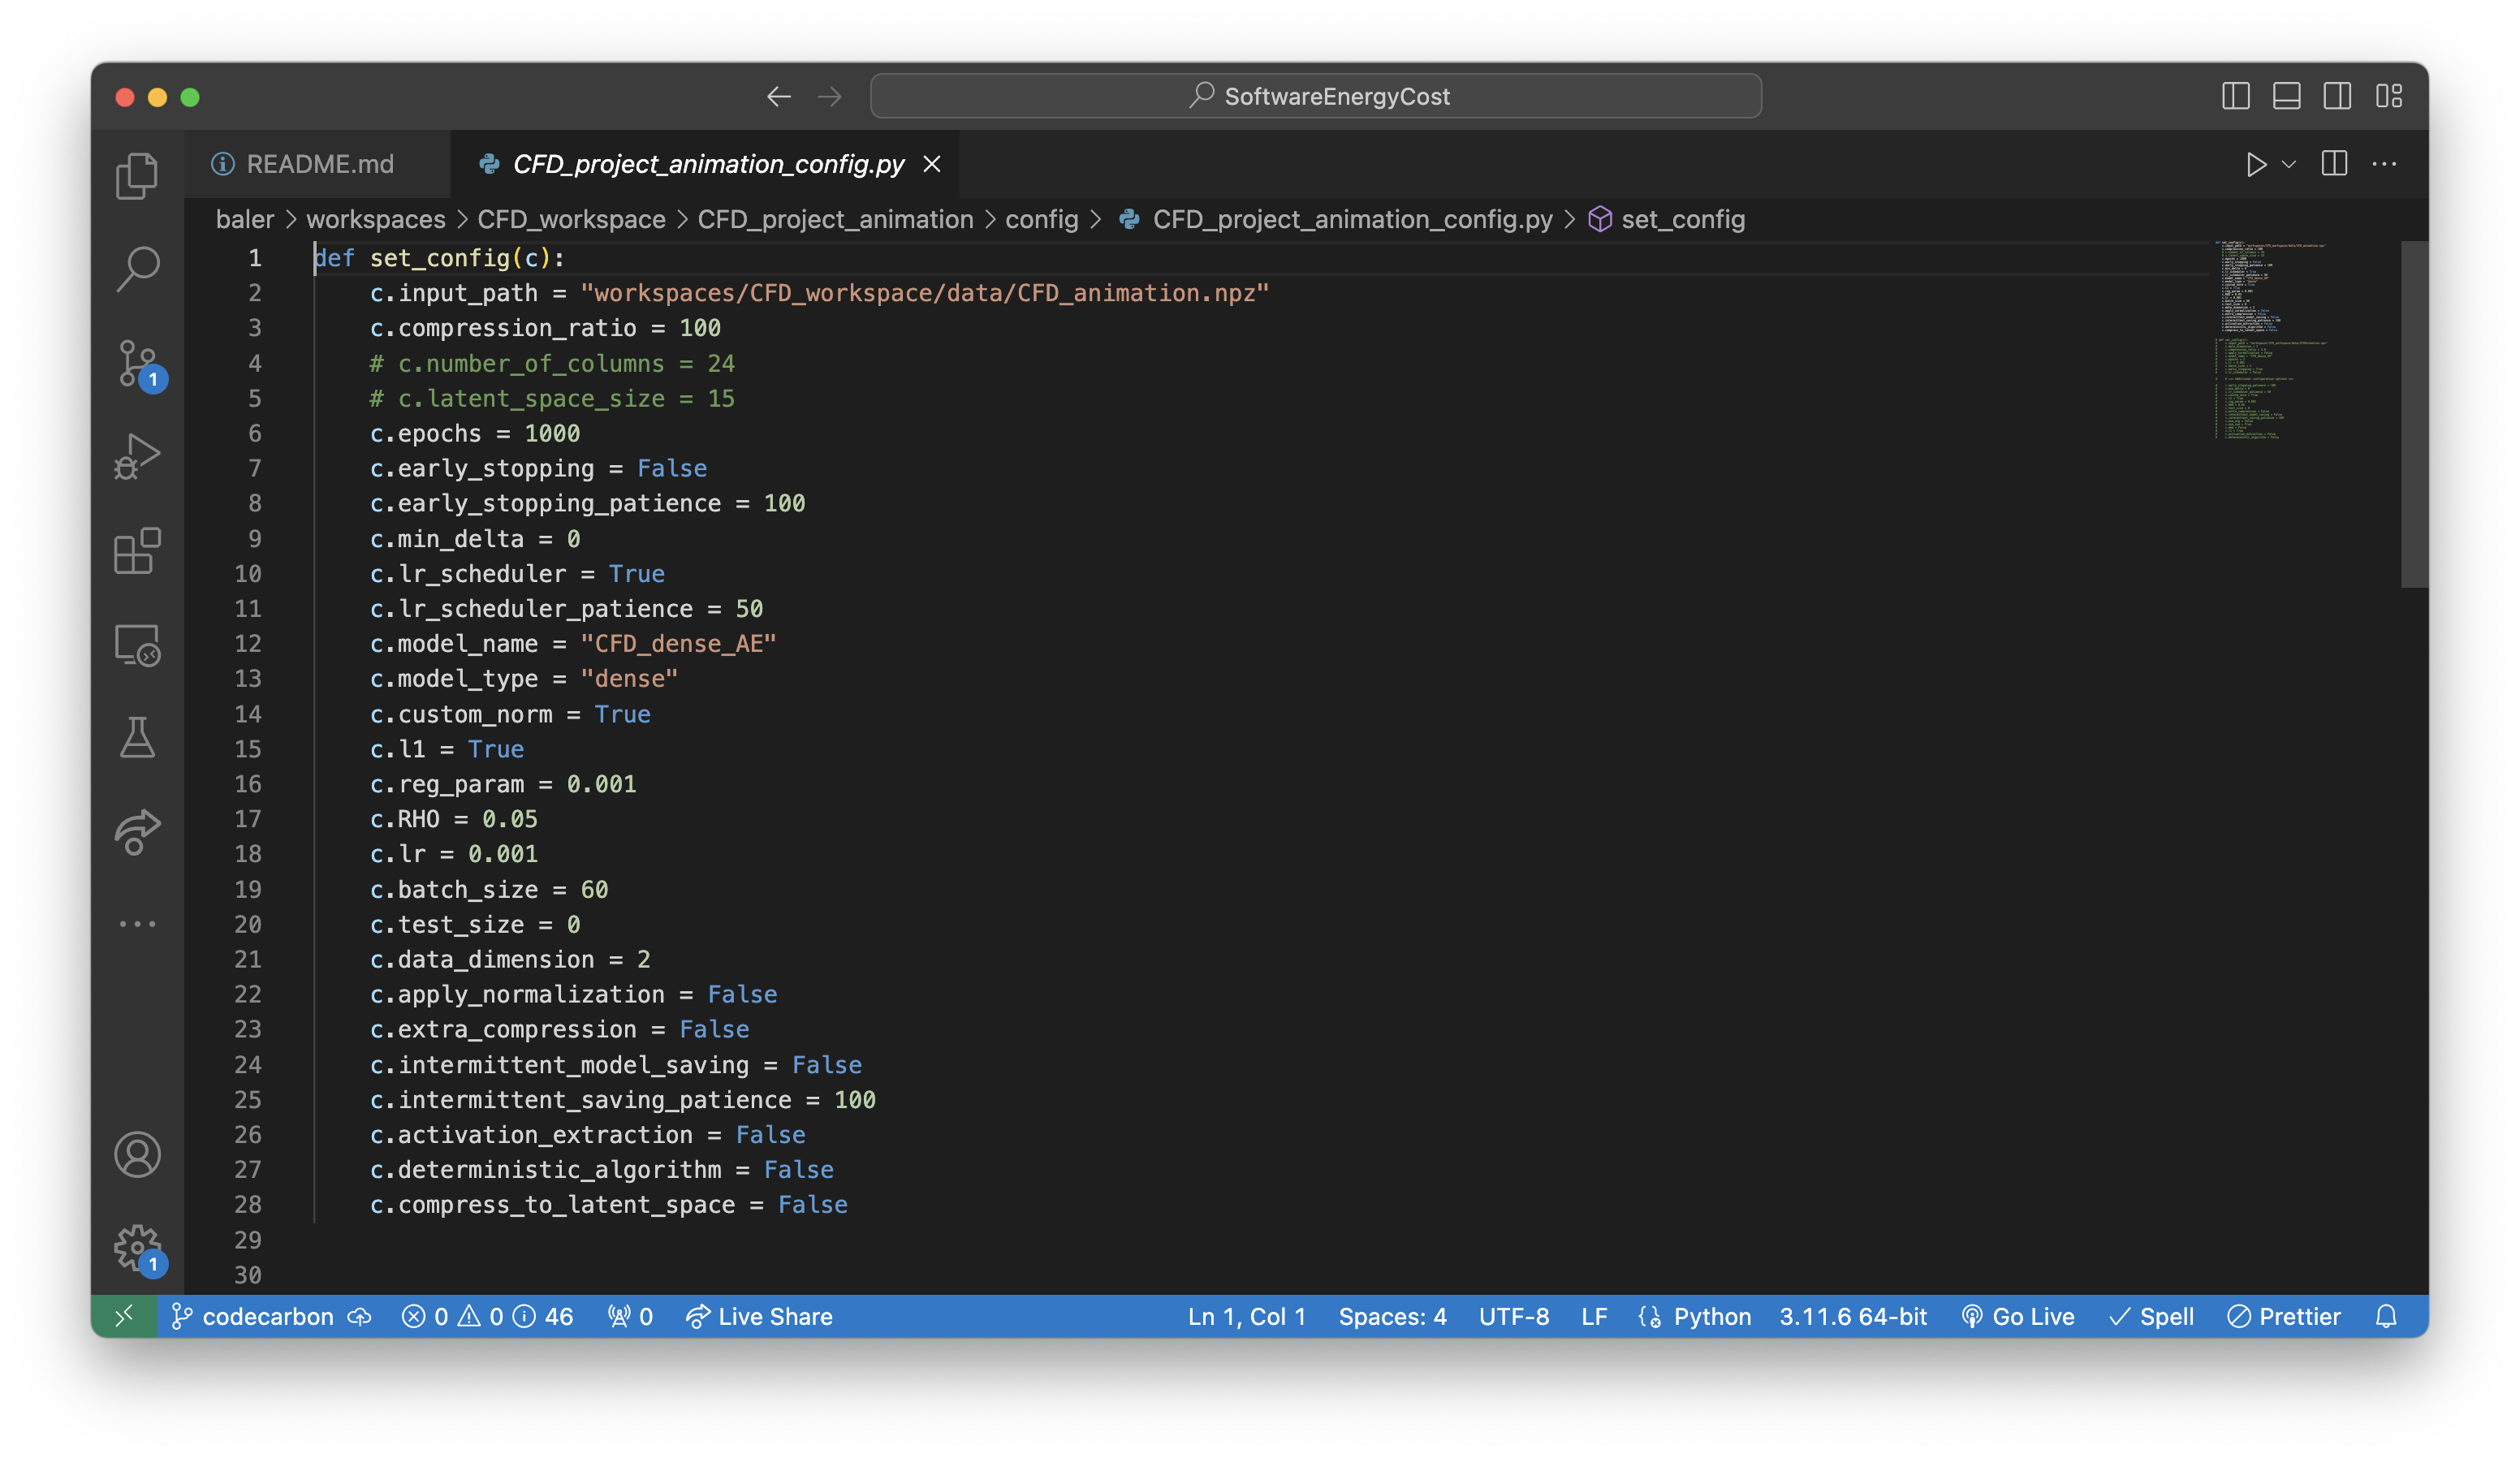 SoftwareEnergyCost
README.md
CFD_project_animation_config.py
baler > workspaces > CFD_workspace > CFD_project_animation > config > CFD_project_animation_config.py > set_config
1 def set_config(c):
2 c.input_path = "workspaces/CFD_workspace/data/CFD_animation.npz"
3 c.compression_ratio = 100
4 # c.number_of_columns = 24
5 # c.latent_space_size = 15
6 c.epochs = 1000
7 c.early_stopping = False
8 c.early_stopping_patience = 100
9 c.min_delta = 0
10 c.lr_scheduler = True
11 c.lr_scheduler_patience = 50
12 c.model_name = "CFD_dense_AE"
13 c.model_type = "dense"
14 c.custom_norm = True
15 c.l1 = True
16 c.reg_param = 0.001
17 c.RHO = 0.05
18 c.lr = 0.001
19 c.batch_size = 60
20 c.test_size = 0
21 c.data_dimension = 2
22 c.apply_normalization = False
23 c.extra_compression = False
24 c.intermittent_model_saving = False
25 c.intermittent_saving_patience = 100
26 c.activation_extraction = False
27 c.deterministic_algorithm = False
28 c.compress_to_latent_space = False
29
30
1
1
codecarbon 0 0 46 0 Live Share Ln 1, Col 1 Spaces: 4 UTF-8 LF Python 3.11.6 64-bit Go Live Spell Prettier